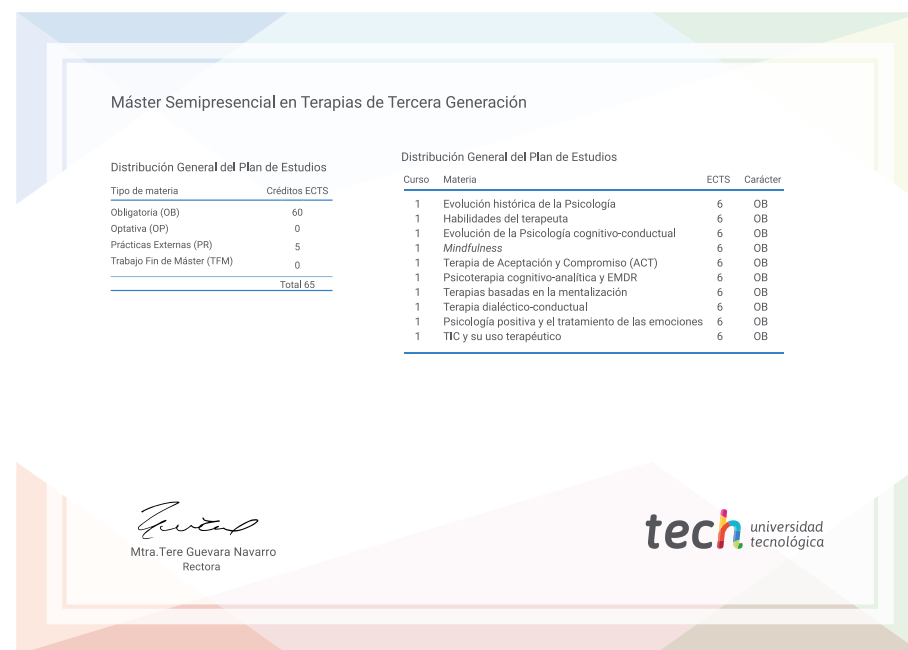 Máster Semipresencial en Terapias de Tercera Generación
Distribución General del Plan de Estudios
Tipo de materia Créditos ECTS
Obligatoria (OB) 60
Optativa (OP) 0
Prácticas Externas (PR) 5
Trabajo Fin de Máster (TFM) 0
Total 65
Distribución General del Plan de Estudios
Curso Materia ECTS Carácter
1 Evolución histórica de la Psicología 6 OB
1 Habilidades del terapeuta 6 OB
1 Evolución de la Psicología cognitivo-conductual 6 OB
1 Mindfulness 6 OB
1 Terapia de Aceptación y Compromiso (ACT) 6 OB
1 Psicoterapia cognitivo-analítica y EMDR 6 OB
1 Terapias basadas en la mentalización 6 OB
1 Terapia dialéctico-conductual 6 OB
1 Psicología positiva y el tratamiento de las emociones 6 OB
1 TIC y su uso terapéutico 6 OB
Mtra.Tere Guevara Navarro
Rectora
tech universidad
tecnológica